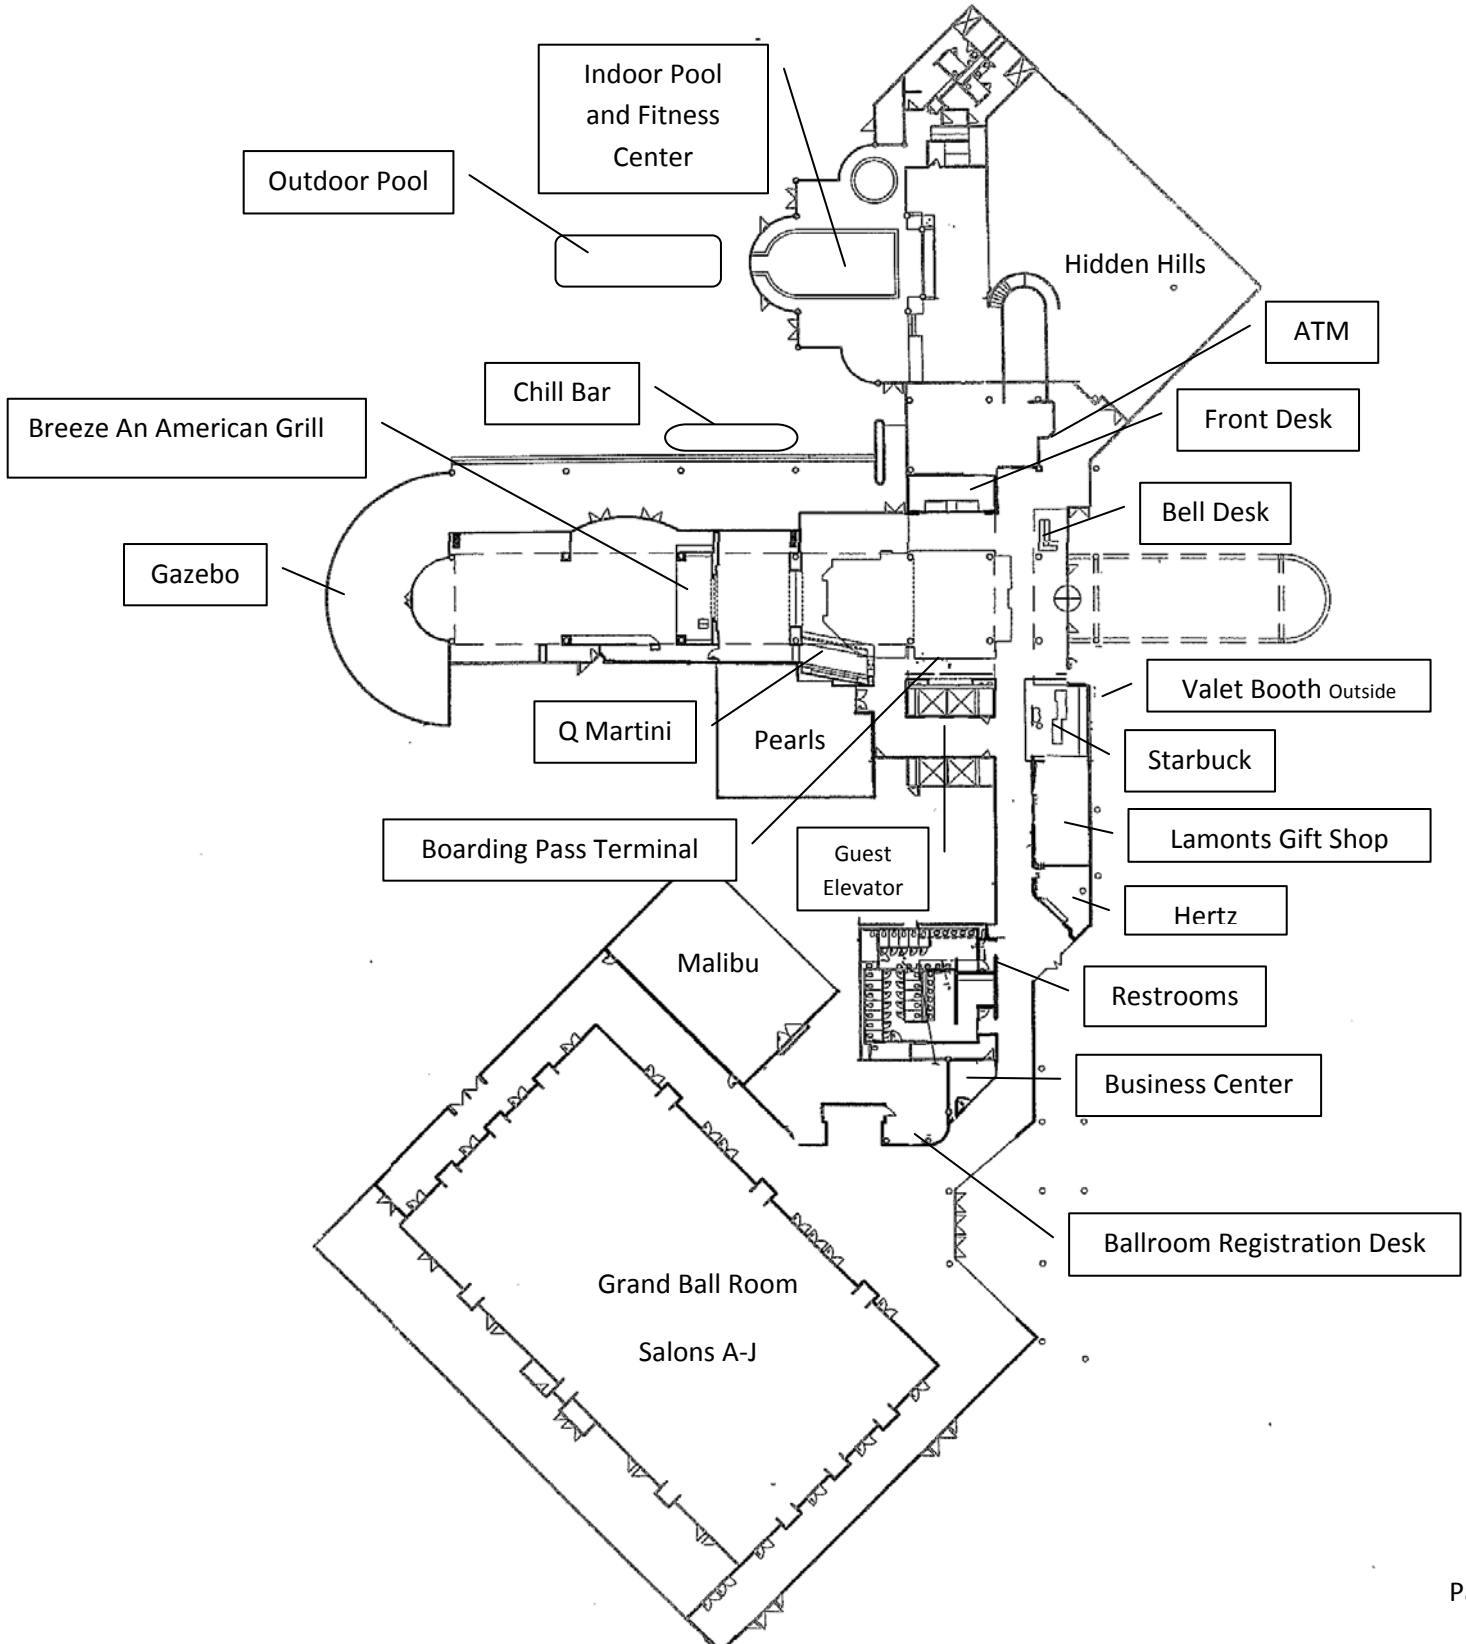 Indoor Pool
and Fitness
Center
Outdoor Pool
Hidden Hills
ATM
Chill Bar
Front Desk
Breeze An American Grill
Bell Desk
Gazebo
Valet Booth Outside
Q Martini
Pearls
Starbuck
Boarding Pass Terminal
Guest
Elevator
Lamonts Gift Shop
Hertz
Malibu
Restrooms
Business Center
Ballroom Registration Desk
Grand Ball Room
Salons A-J